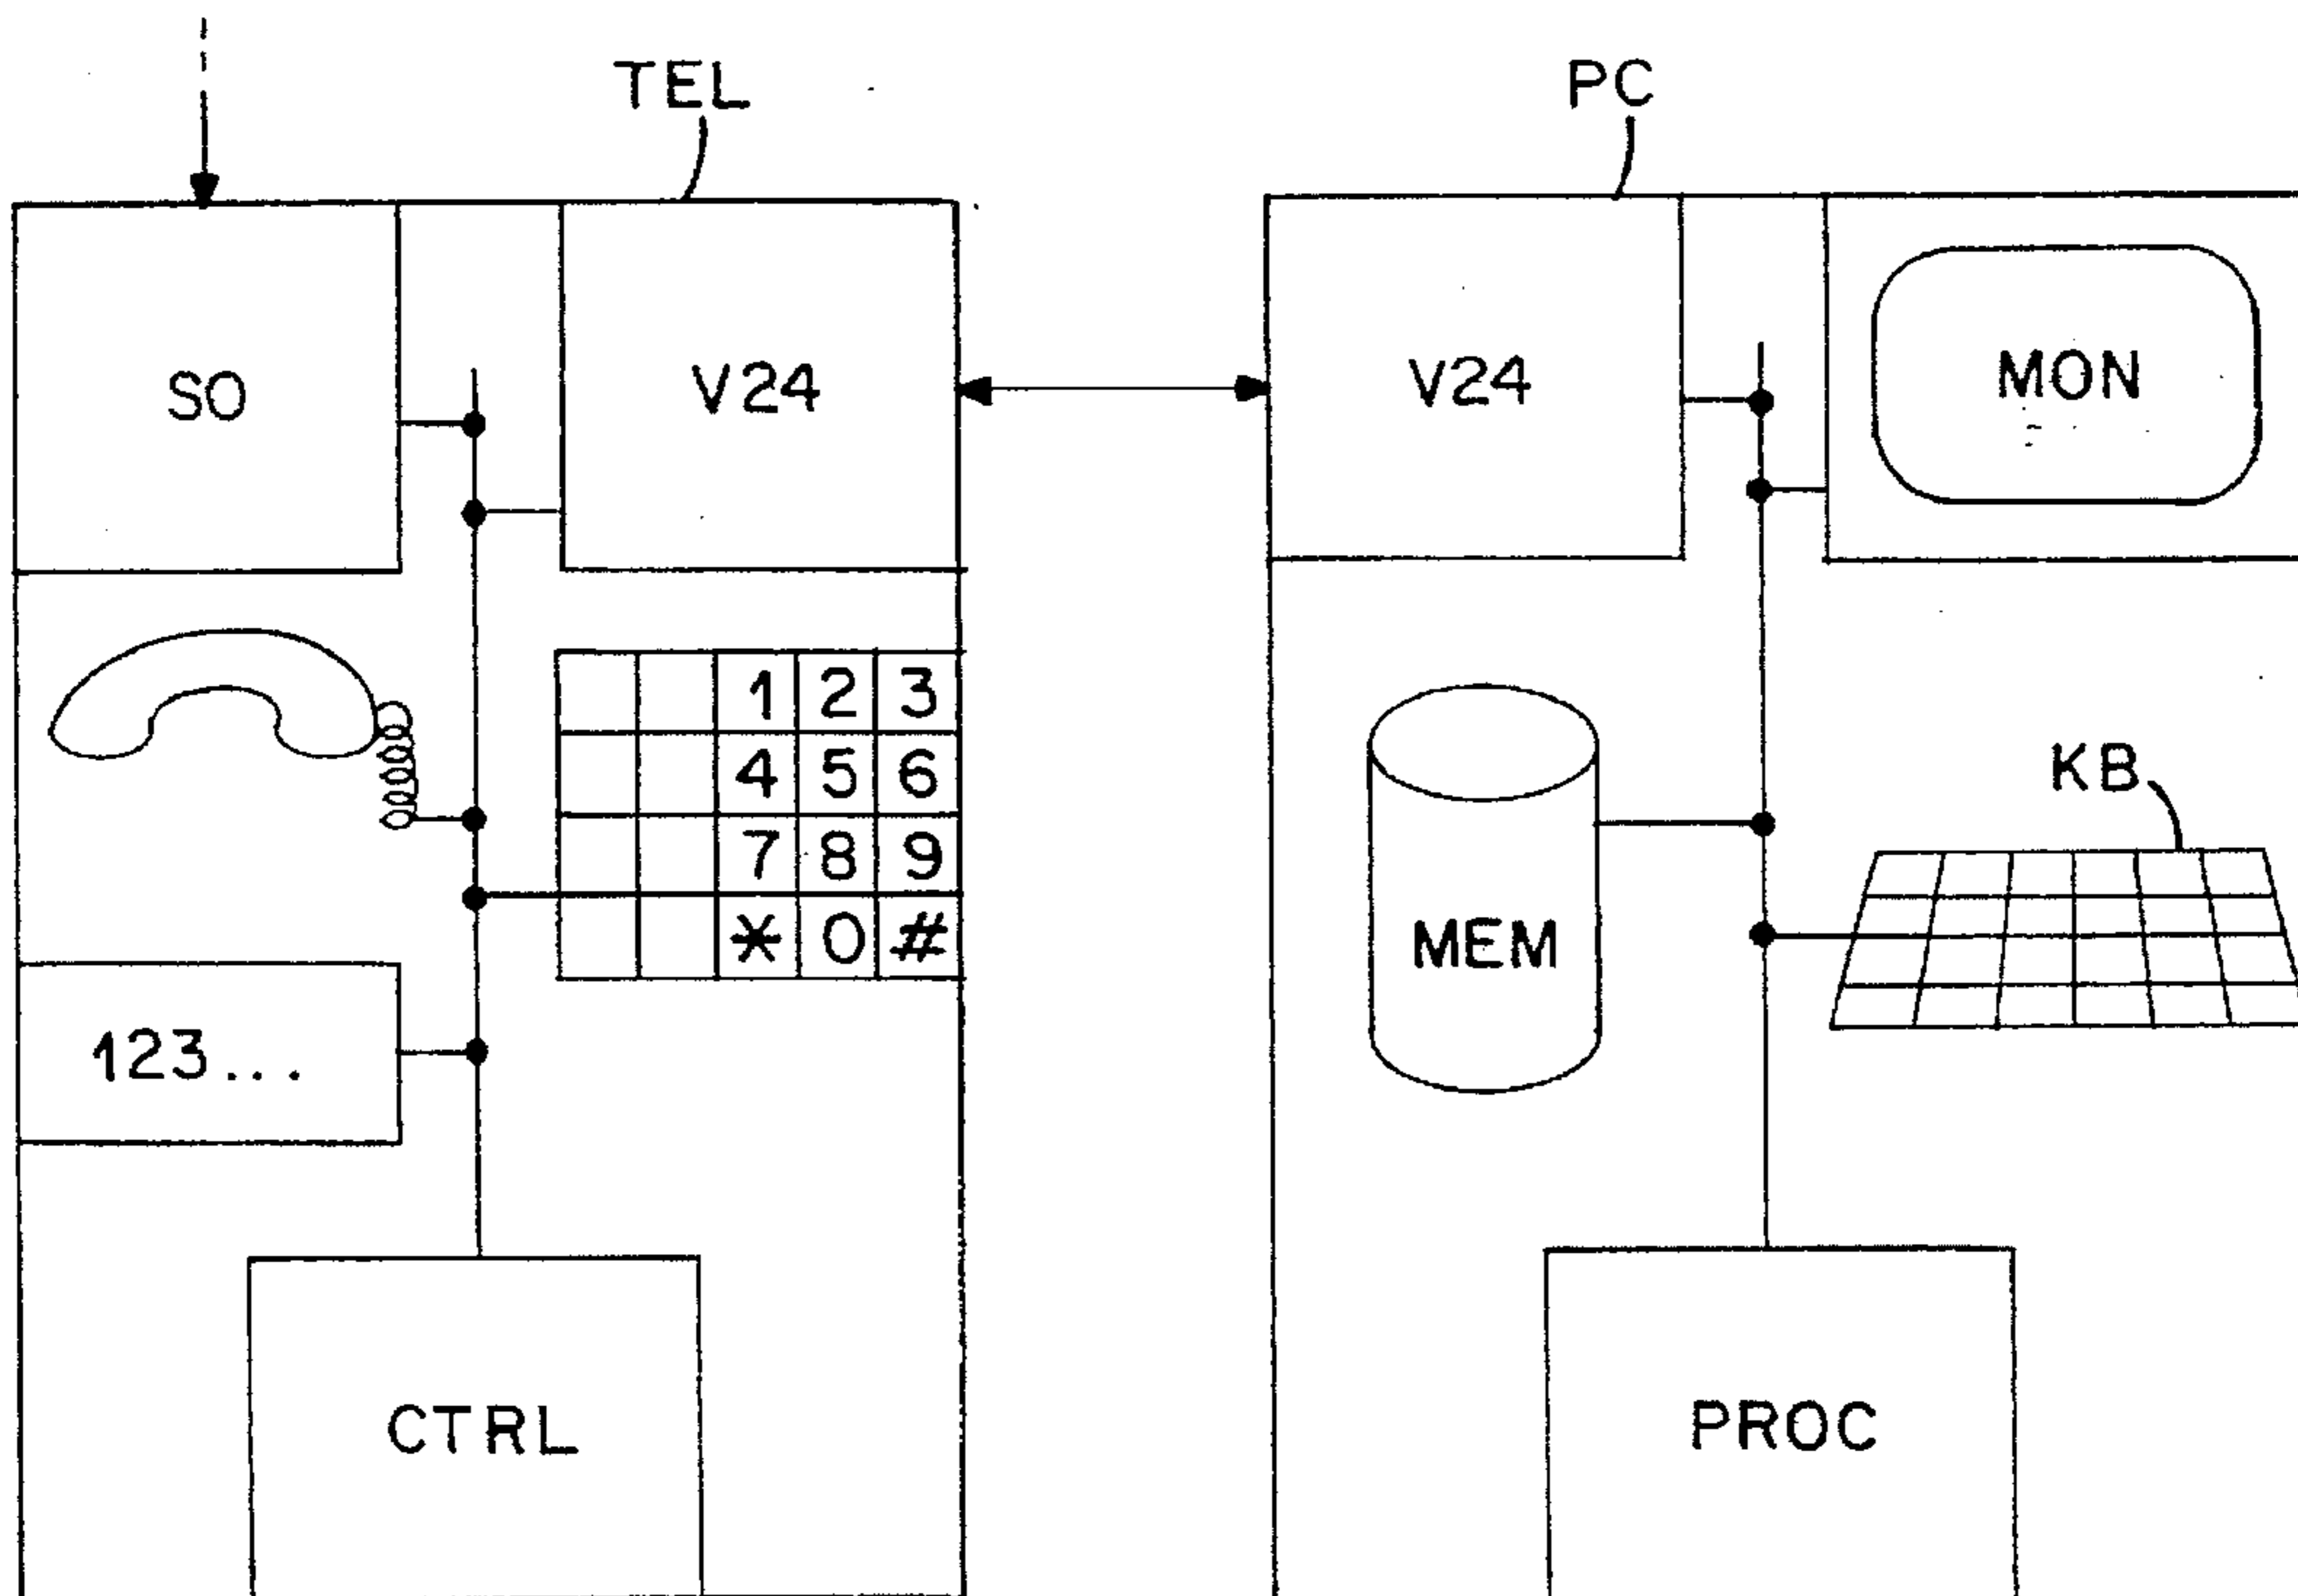 TEL
PC
SO
V24
V24
MON
1 2 3
4 5 6
7 8 9
* 0 #
KB
MEM
123...
CTRL
PROC